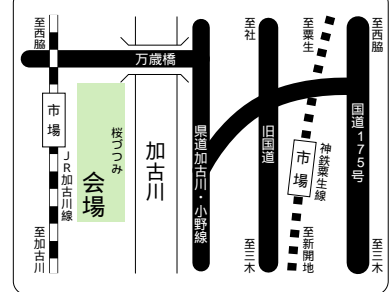 至西脇
万歳橋
至社
至粟生
至西脇
市場
JR加古川線
至加古川
桜づつみ
会場
加古川
県道加古川・小野線
旧国道
至三木
市場
神鉄粟生線
至新開地
国道175号
至三木